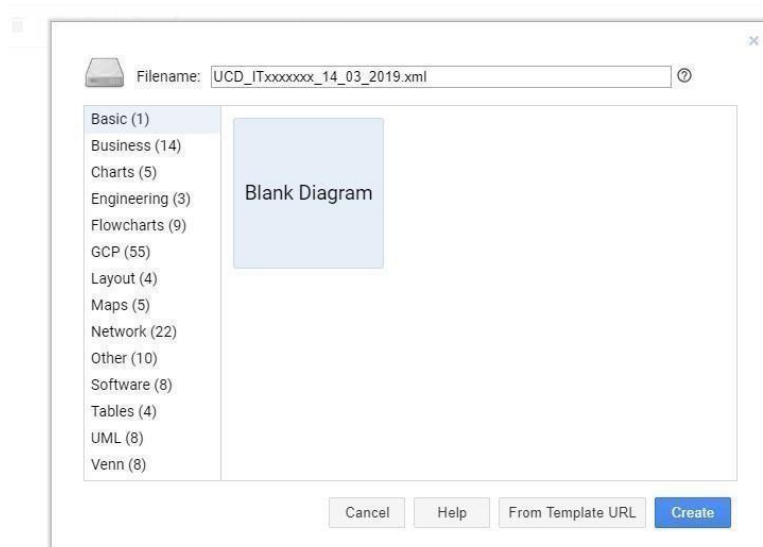 Filename: UCD_ITxxxxxxx_14_03_2019.xml
Basic (1)
Business (14)
Charts (5)
Engineering (3)
Flowcharts (9)
GCP (55)
Layout (4)
Maps (5)
Network (22)
Other (10)
Software (8)
Tables (4)
UML (8)
Venn (8)
Blank Diagram
Cancel Help From Template URL Create